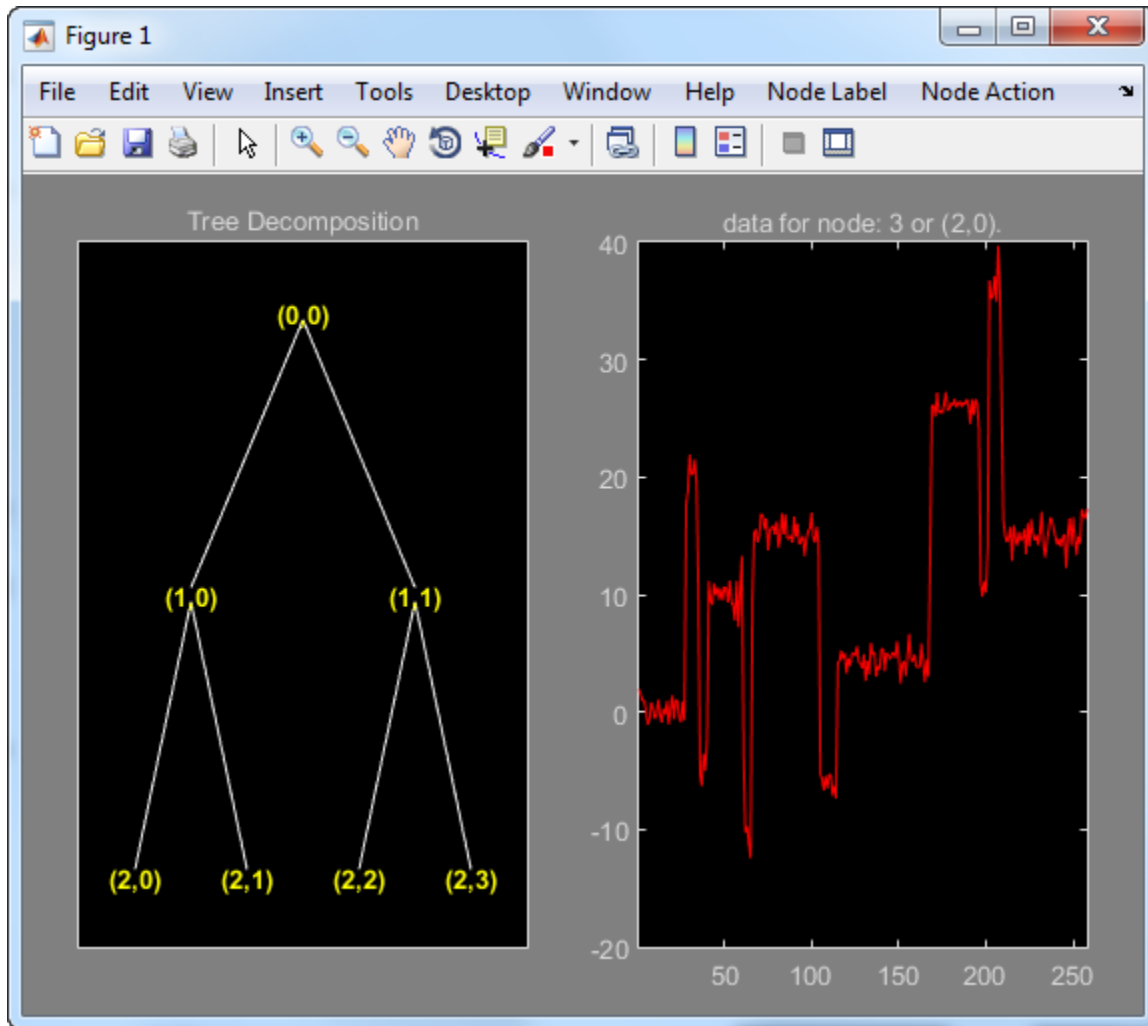 Figure 1
File Edit View Insert Tools Desktop Window Help Node Label Node Action
Tree Decomposition
(0,0)
(1,0) (1,1)
(2,0) (2,1) (2,2) (2,3)
data for node: 3 or (2,0).
40
30
20
10
0
-10
-20
50 100 150 200 250